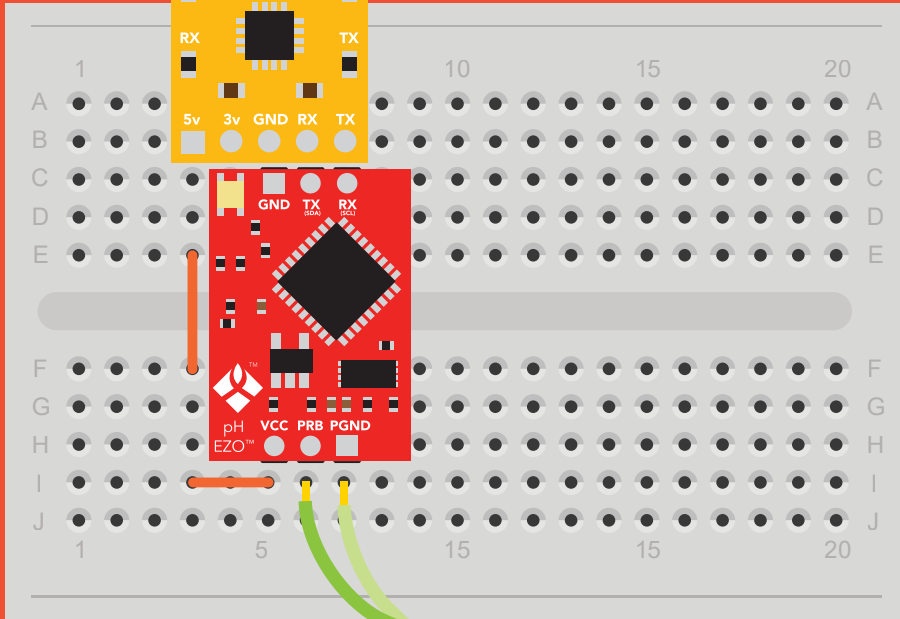 RX TX
1 10 15 20
A A
5v 3v GND RX TX
B B
C C
GND TX RX
(SDA) (SCL)
D D
E E
F ™ F
G G
VCC PRB PGND
pH
H EZO™ H
I I
J J
1 5 15 15 20